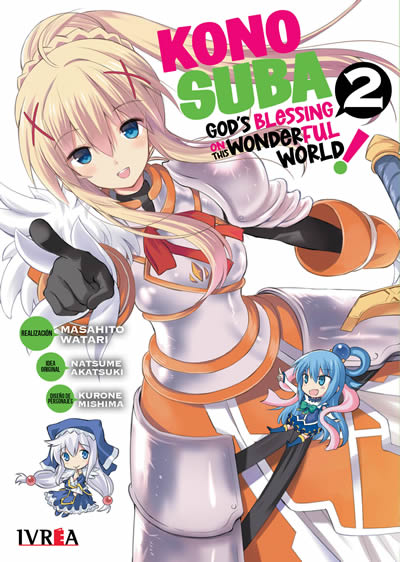 KONO
SUBA
2
GOD'S BLESSING
ON THIS WONDERFUL
WORLD!
REALIZACIÓN
MASAHITO
WATARI
IDEA
ORIGINAL
NATSUME
AKATSUKI
DISEÑO DE
PERSONAJES
KURONE
MISHIMA
IVREA